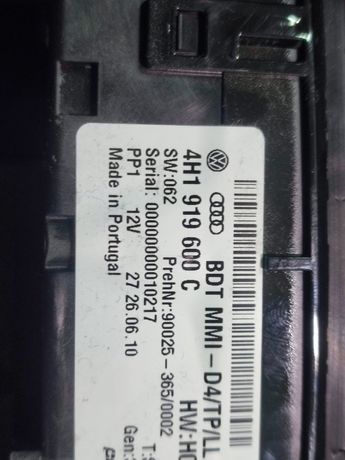 BDT MMI – D4/TP/LL
4H1 919 600 C
SW:062
PrehNr:90025 – 365/0002
Serial: 00000000010217
PP1 12V 27 26.06.10
Made in Portugal